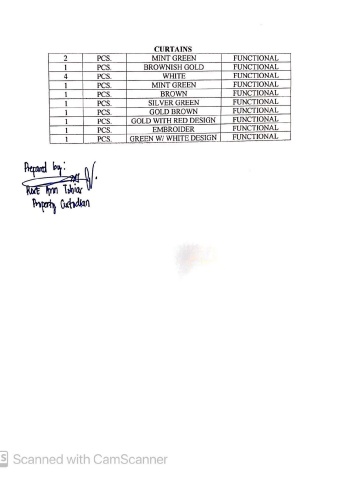 CURTAINS
2 PCS. MINT GREEN FUNCTIONAL
1 PCS. BROWNISH GOLD FUNCTIONAL
4 PCS. WHITE FUNCTIONAL
1 PCS. MINT GREEN FUNCTIONAL
1 PCS. BROWN FUNCTIONAL
1 PCS. SILVER GREEN FUNCTIONAL
1 PCS. GOLD BROWN FUNCTIONAL
1 PCS. GOLD WITH RED DESIGN FUNCTIONAL
1 PCS. EMBROIDER FUNCTIONAL
1 PCS. GREEN W/ WHITE DESIGN FUNCTIONAL
Prepared by:
Ann
Property Custodian
Scanned with CamScanner